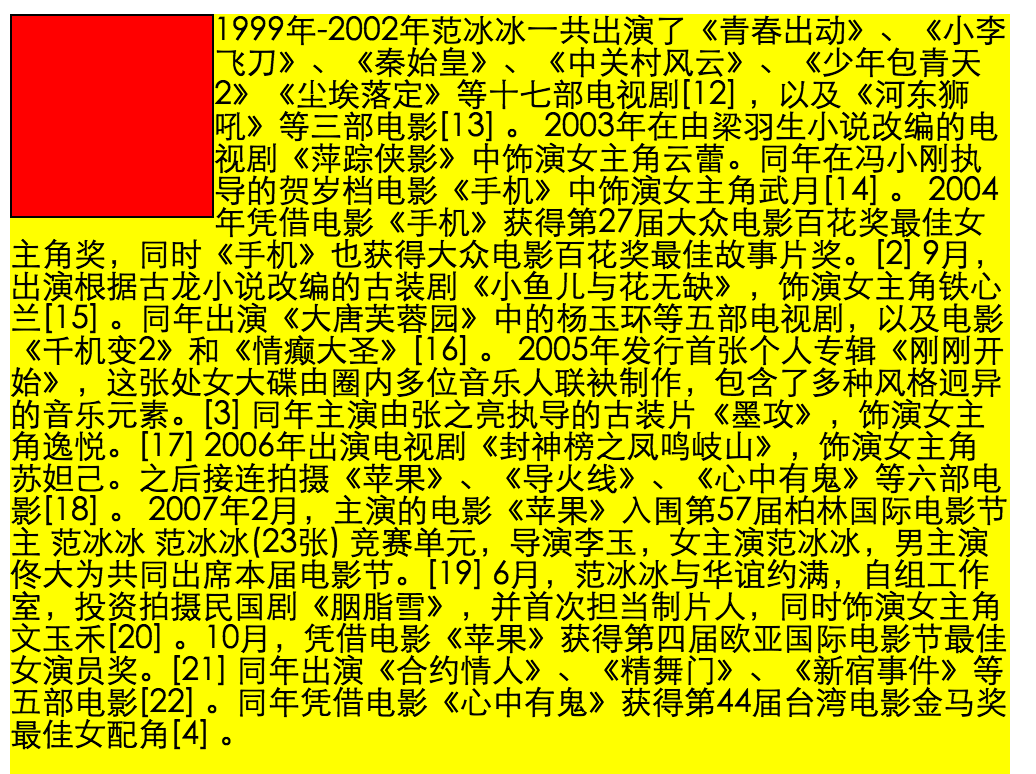 1999年-2002年范冰冰一共出演了《青春出动》、《小李
飞刀》、《秦始皇》、《中关村风云》、《少年包青天
2》《尘埃落定》等十七部电视剧[12] ，以及《河东狮
吼》等三部电影[13] 。 2003年在由梁羽生小说改编的电
视剧《萍踪侠影》中饰演女主角云蕾。同年在冯小刚执
导的贺岁档电影《手机》中饰演女主角武月[14] 。 2004
年凭借电影《手机》获得第27届大众电影百花奖最佳女
主角奖，同时《手机》也获得大众电影百花奖最佳故事片奖。[2] 9月，
出演根据古龙小说改编的古装剧《小鱼儿与花无缺》，饰演女主角铁心
兰[15] 。同年出演《大唐芙蓉园》中的杨玉环等五部电视剧，以及电影
《千机变2》和《情癫大圣》[16] 。 2005年发行首张个人专辑《刚刚开
始》，这张处女大碟由圈内多位音乐人联袂制作，包含了多种风格迥异
的音乐元素。[3] 同年主演由张之亮执导的古装片《墨攻》，饰演女主
角逸悦。[17] 2006年出演电视剧《封神榜之凤鸣岐山》，饰演女主角
苏妲己。之后接连拍摄《苹果》、《导火线》、《心中有鬼》等六部电
影[18] 。 2007年2月，主演的电影《苹果》入围第57届柏林国际电影节
主 范冰冰 范冰冰(23张) 竞赛单元，导演李玉，女主演范冰冰，男主演
佟大为共同出席本届电影节。[19] 6月，范冰冰与华谊约满，自组工作
室，投资拍摄民国剧《胭脂雪》，并首次担当制片人，同时饰演女主角
文玉禾[20] 。10月，凭借电影《苹果》获得第四届欧亚国际电影节最佳
女演员奖。[21] 同年出演《合约情人》、《精舞门》、《新宿事件》等
五部电影[22] 。同年凭借电影《心中有鬼》获得第44届台湾电影金马奖
最佳女配角[4] 。